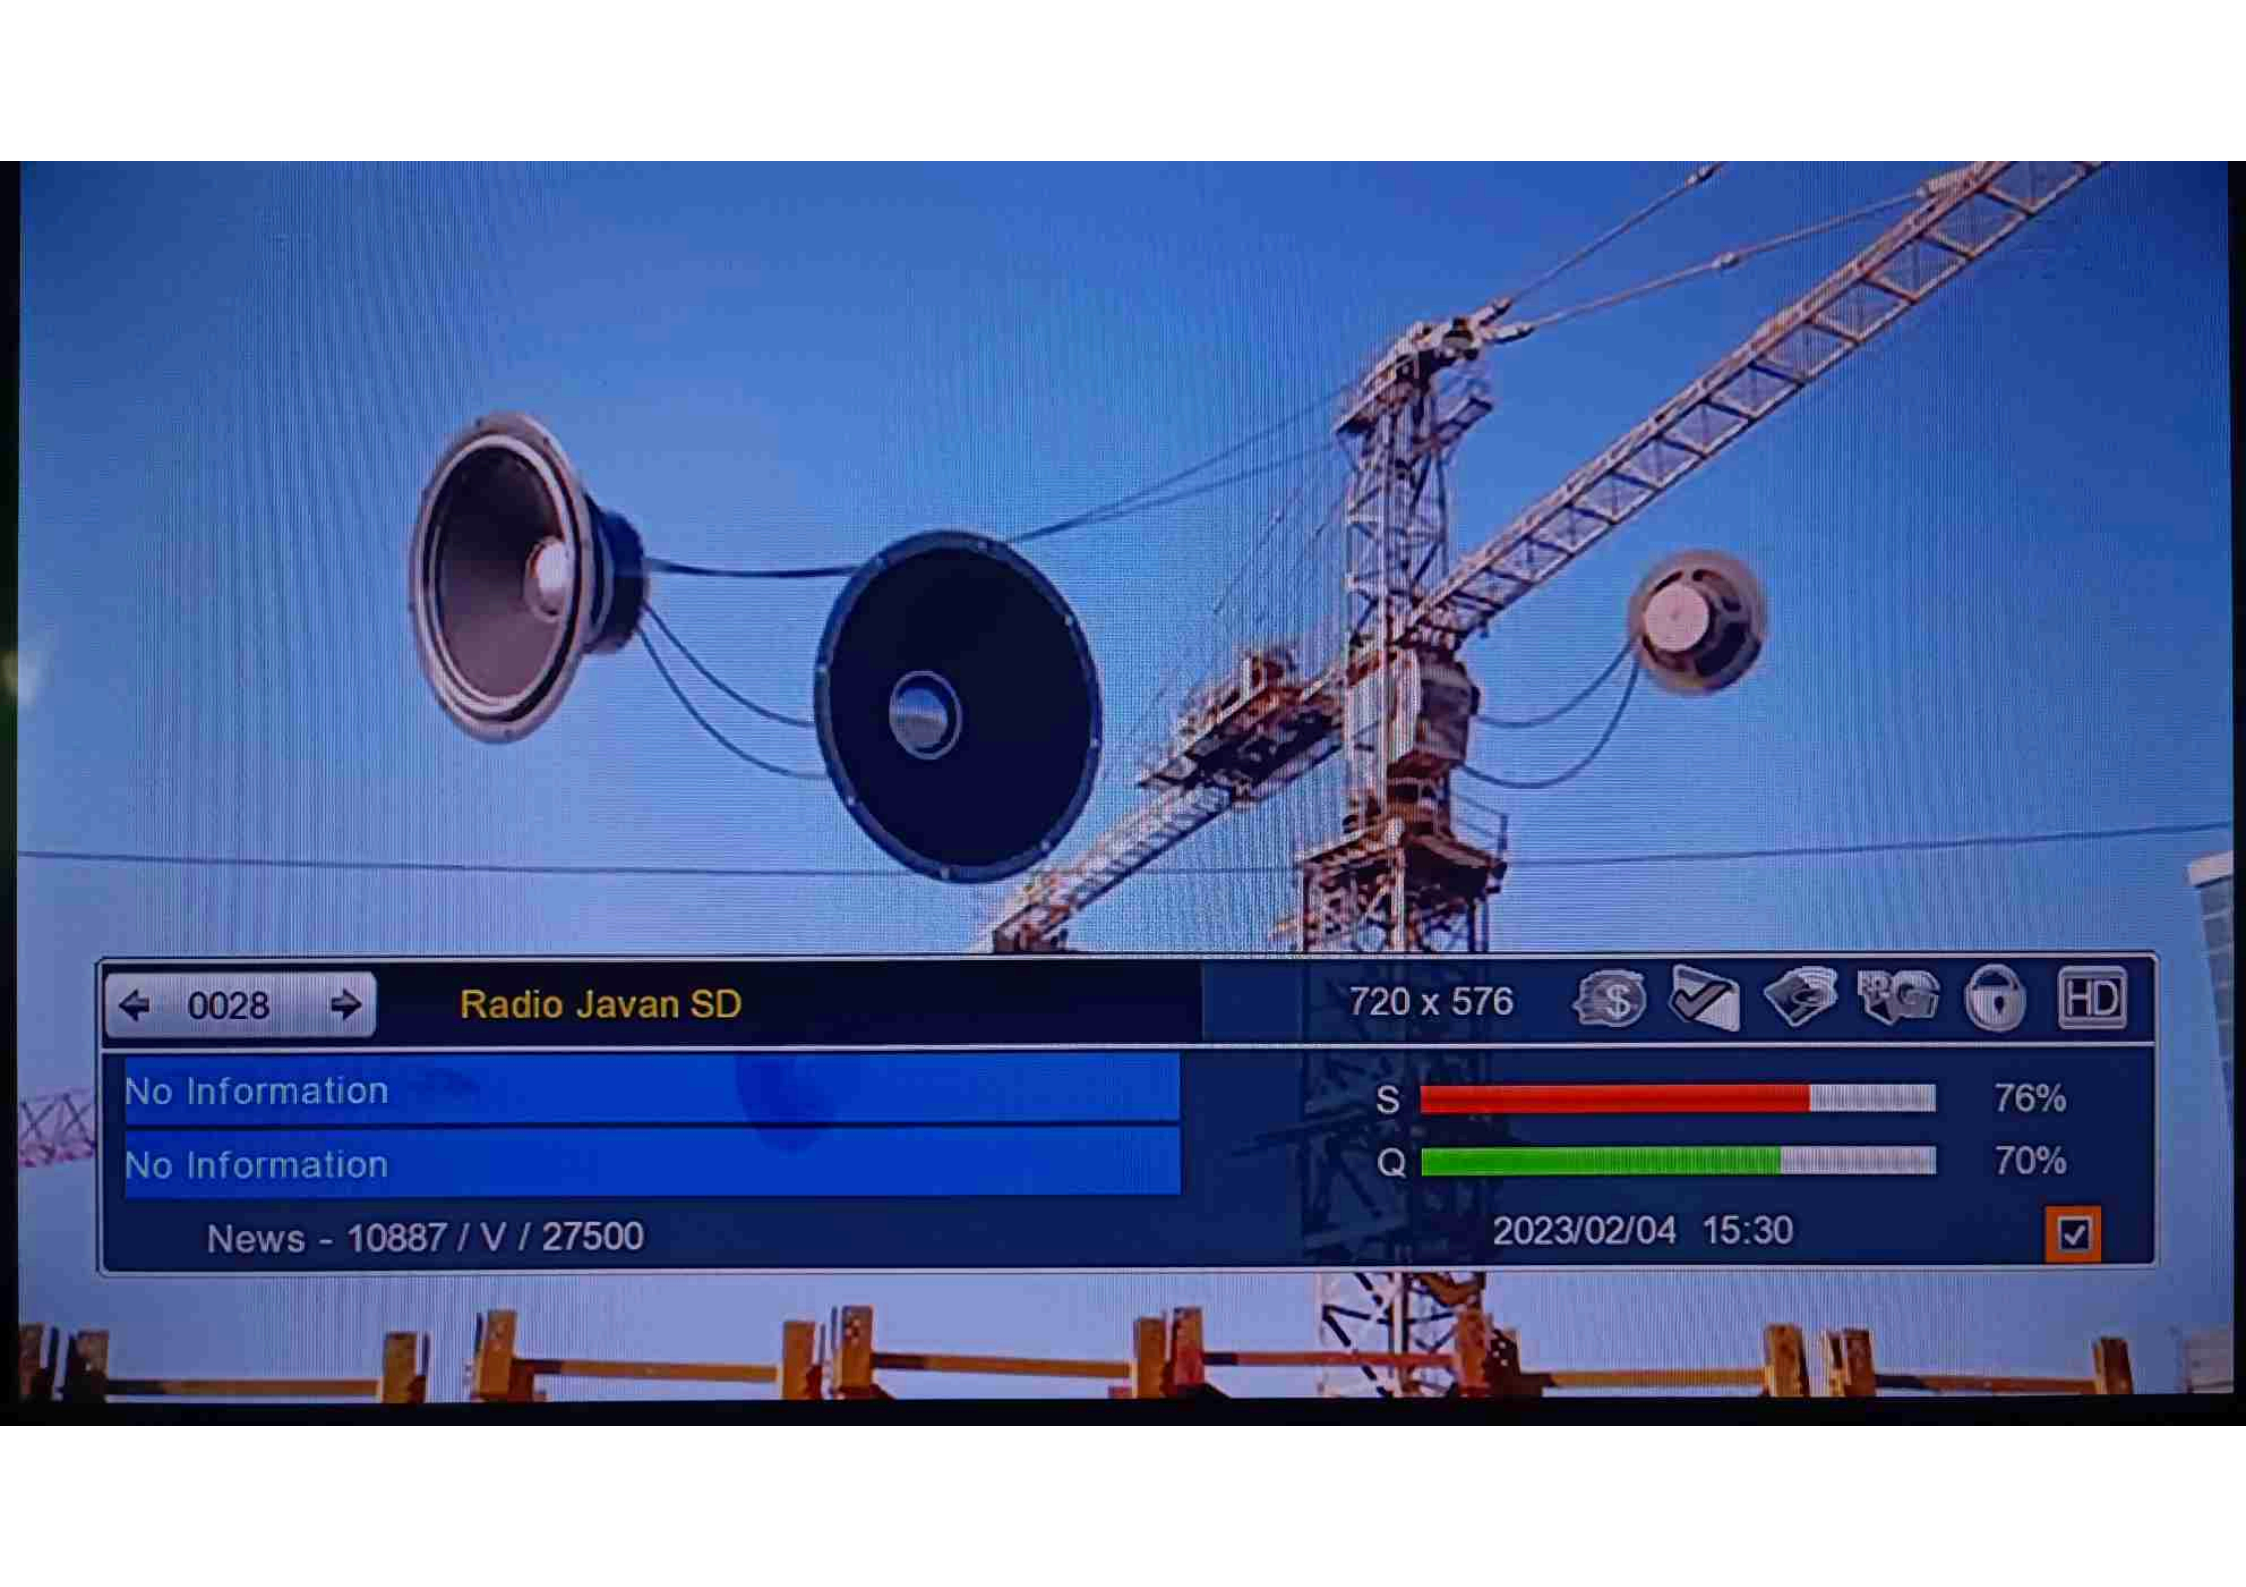 0028 Radio Javan SD 720 x 576 $ HD
No Information
S 76%
No Information
Q 70%
News - 10887 / V / 27500
2023/02/04 15:30